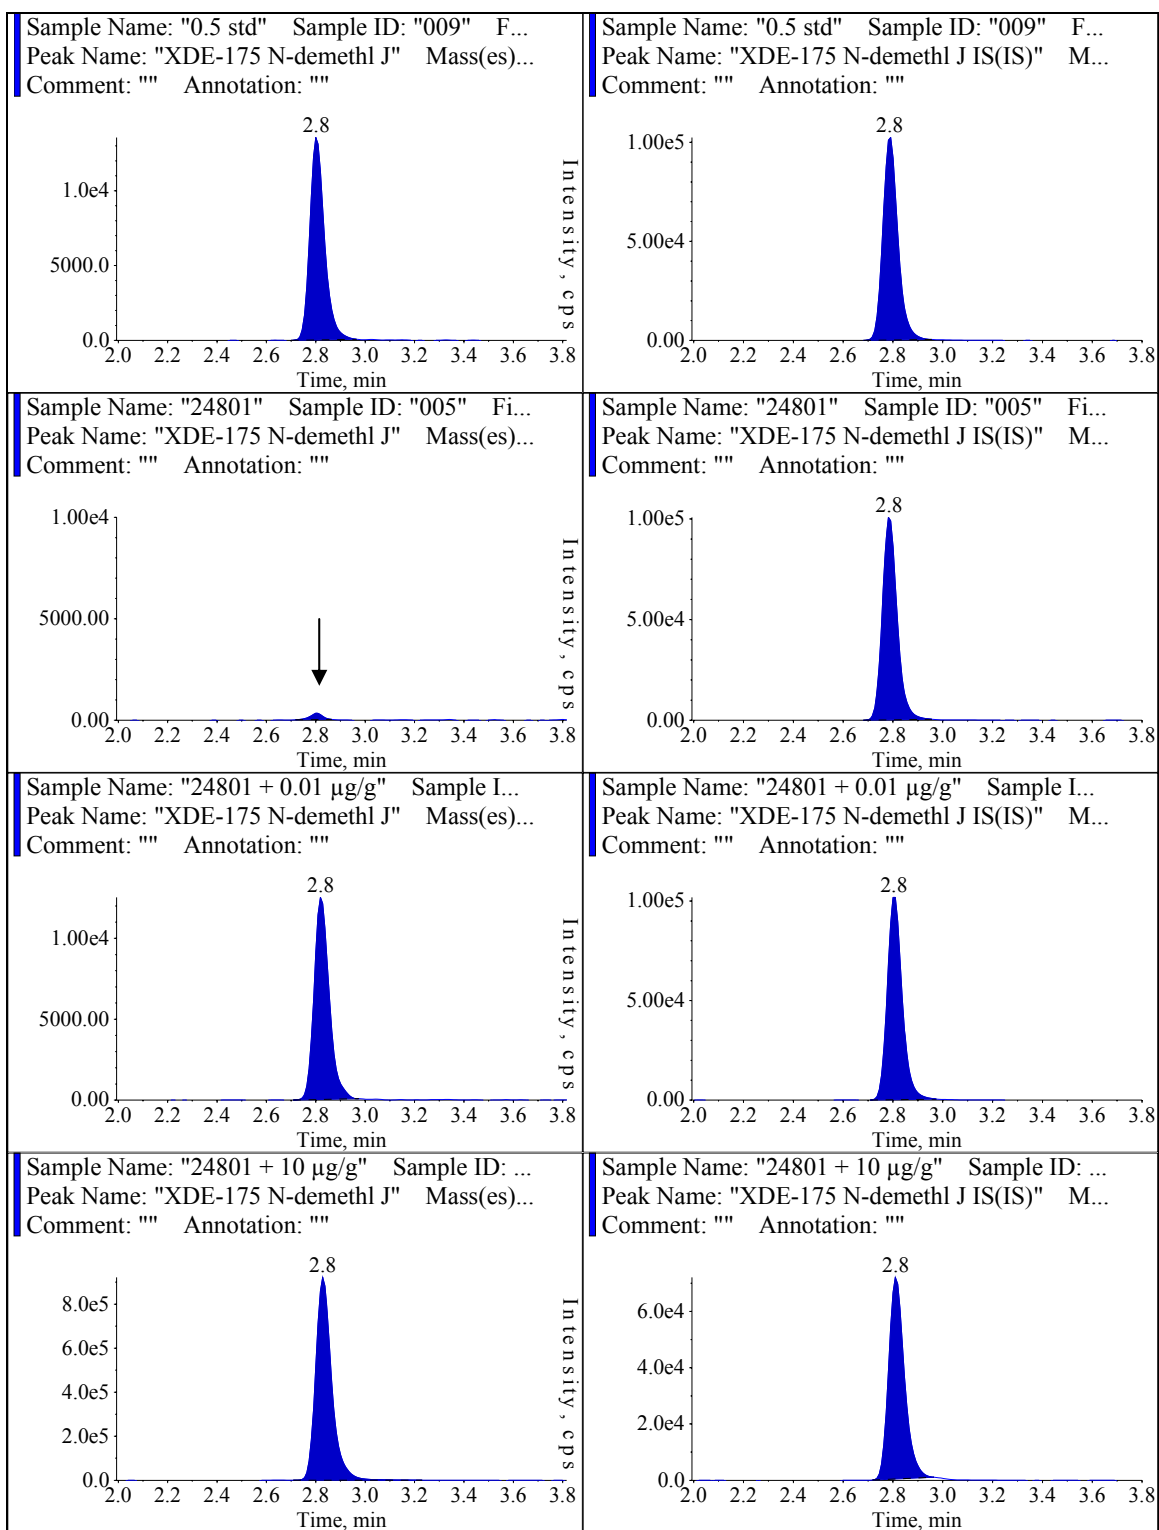 Sample Name: "0.5 std"    Sample ID: "009"    F...
Peak Name: "XDE-175 N-demethl J"    Mass(es)...
Comment: ""    Annotation: ""
2.8
1.0e4
5000.0
0.0
2.0 2.2 2.4 2.6 2.8 3.0 3.2 3.4 3.6 3.8
Time, min
Sample Name: "0.5 std"    Sample ID: "009"    F...
Peak Name: "XDE-175 N-demethl J IS(IS)"    M...
Comment: ""    Annotation: ""
Intensity, cps
2.8
1.00e5
5.00e4
0.00
2.0 2.2 2.4 2.6 2.8 3.0 3.2 3.4 3.6 3.8
Time, min
Sample Name: "24801"    Sample ID: "005"    Fi...
Peak Name: "XDE-175 N-demethl J"    Mass(es)...
Comment: ""    Annotation: ""
1.00e4
5000.00
0.00
2.0 2.2 2.4 2.6 2.8 3.0 3.2 3.4 3.6 3.8
Time, min
Sample Name: "24801"    Sample ID: "005"    Fi...
Peak Name: "XDE-175 N-demethl J IS(IS)"    M...
Comment: ""    Annotation: ""
Intensity, cps
2.8
1.00e5
5.00e4
0.00
2.0 2.2 2.4 2.6 2.8 3.0 3.2 3.4 3.6 3.8
Time, min
Sample Name: "24801 + 0.01 µg/g"    Sample I...
Peak Name: "XDE-175 N-demethl J"    Mass(es)...
Comment: ""    Annotation: ""
2.8
1.00e4
5000.00
0.00
2.0 2.2 2.4 2.6 2.8 3.0 3.2 3.4 3.6 3.8
Time, min
Sample Name: "24801 + 0.01 µg/g"    Sample I...
Peak Name: "XDE-175 N-demethl J IS(IS)"    M...
Comment: ""    Annotation: ""
Intensity, cps
2.8
1.00e5
5.00e4
0.00
2.0 2.2 2.4 2.6 2.8 3.0 3.2 3.4 3.6 3.8
Time, min
Sample Name: "24801 + 10 µg/g"    Sample ID: ...
Peak Name: "XDE-175 N-demethl J"    Mass(es)...
Comment: ""    Annotation: ""
2.8
8.0e5
6.0e5
4.0e5
2.0e5
0.0
2.0 2.2 2.4 2.6 2.8 3.0 3.2 3.4 3.6 3.8
Time, min
Sample Name: "24801 + 10 µg/g"    Sample ID: ...
Peak Name: "XDE-175 N-demethl J IS(IS)"    M...
Comment: ""    Annotation: ""
Intensity, cps
2.8
6.0e4
4.0e4
2.0e4
0.0
2.0 2.2 2.4 2.6 2.8 3.0 3.2 3.4 3.6 3.8
Time, min